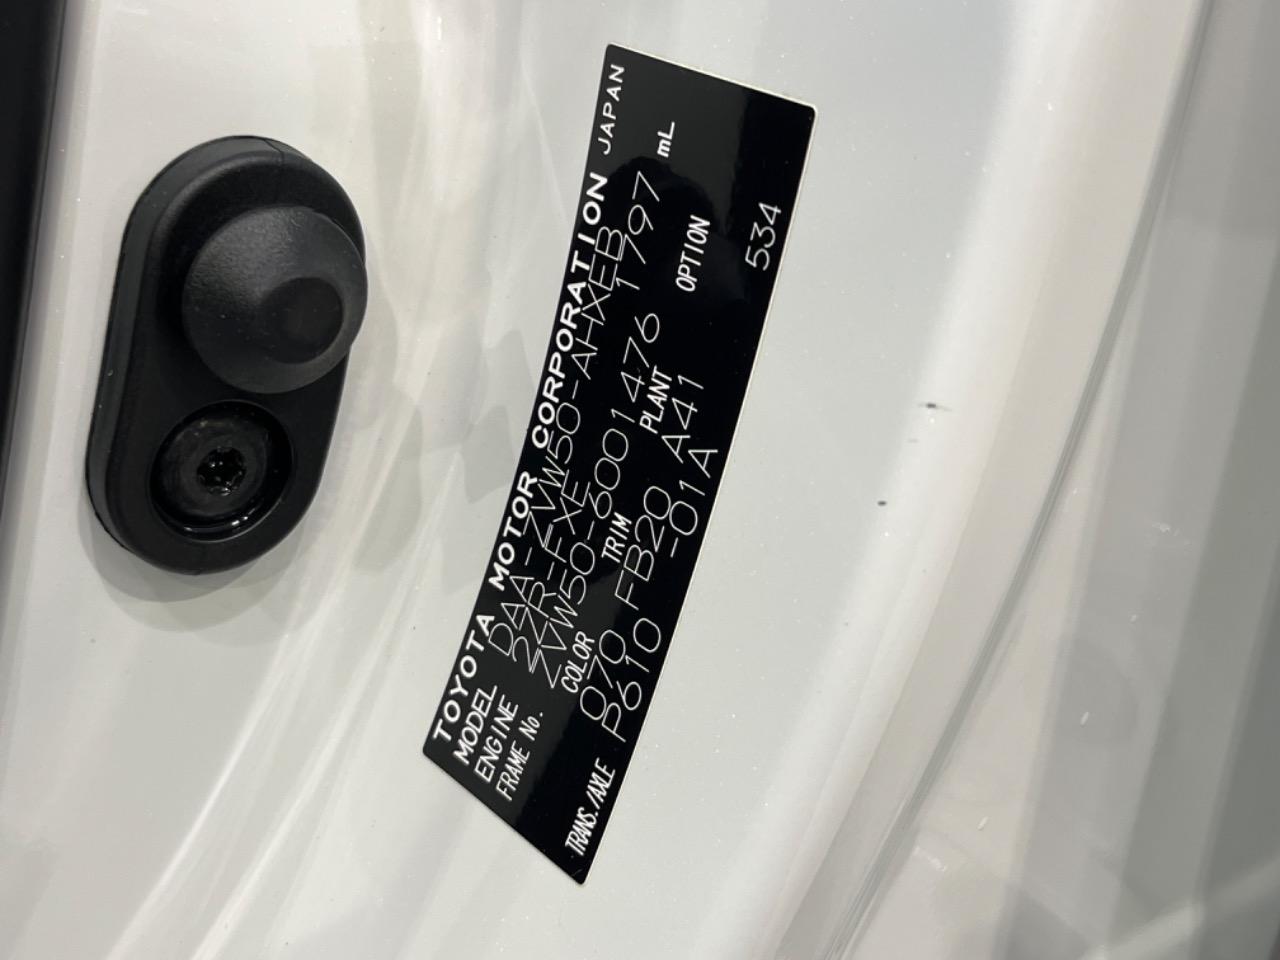 TOYOTA MOTOR CORPORATION JAPAN
MODEL DAA-ZVW50-AHXEB
ENGINE 2ZR-FXE 1797 mL
FRAME No. ZVW50-6001476
COLOR TRIM PLANT OPTION
070 FB20 A41
TRANS./AXLE P610 -01A 534